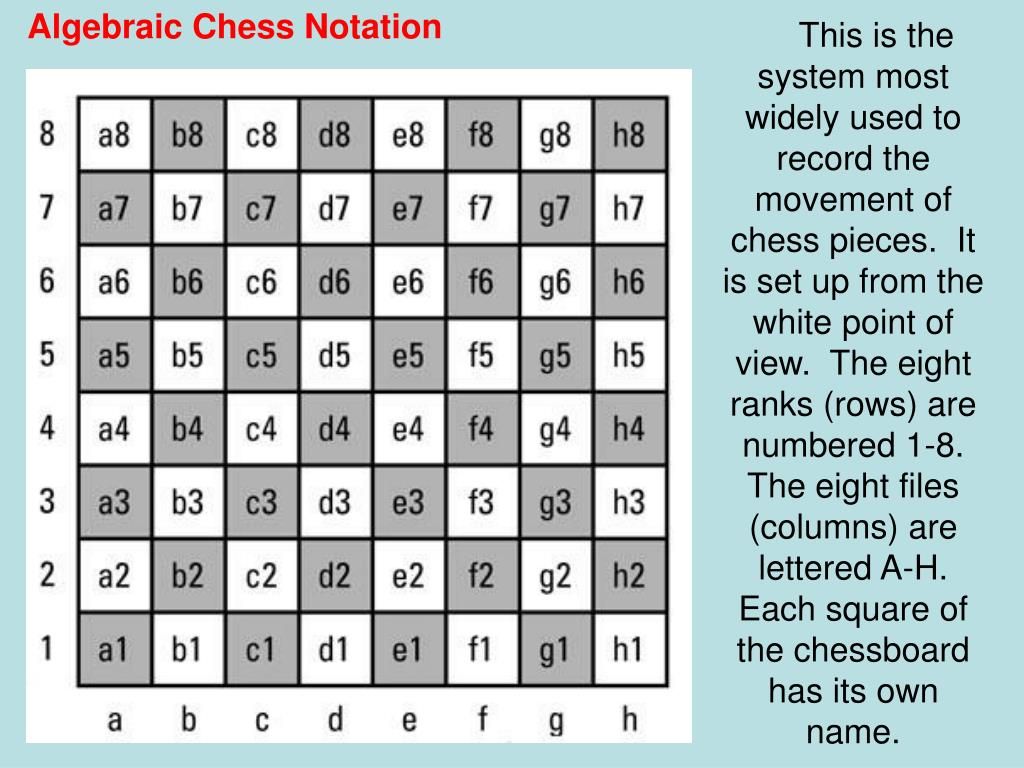 Algebraic Chess Notation
8 a8 b8 c8 d8 e8 f8 g8 h8
7 a7 b7 c7 d7 e7 f7 g7 h7
6 a6 b6 c6 d6 e6 f6 g6 h6
5 a5 b5 c5 d5 e5 f5 g5 h5
4 a4 b4 c4 d4 e4 f4 g4 h4
3 a3 b3 c3 d3 e3 f3 g3 h3
2 a2 b2 c2 d2 e2 f2 g2 h2
1 a1 b1 c1 d1 e1 f1 g1 h1
a b c d e f g h
This is the
system most
widely used to
record the
movement of
chess pieces. It
is set up from the
white point of
view. The eight
ranks (rows) are
numbered 1-8.
The eight files
(columns) are
lettered A-H.
Each square of
the chessboard
has its own
name.